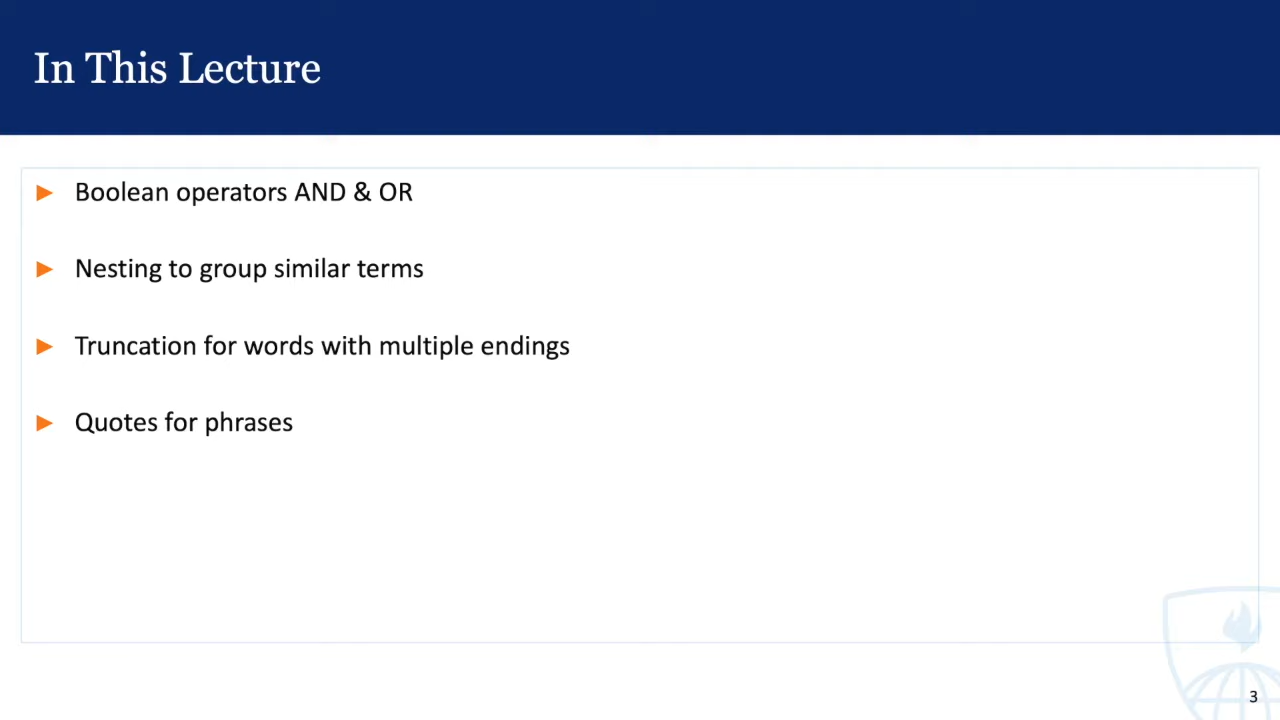 In This Lecture
Boolean operators AND & OR
Nesting to group similar terms
Truncation for words with multiple endings
Quotes for phrases
3